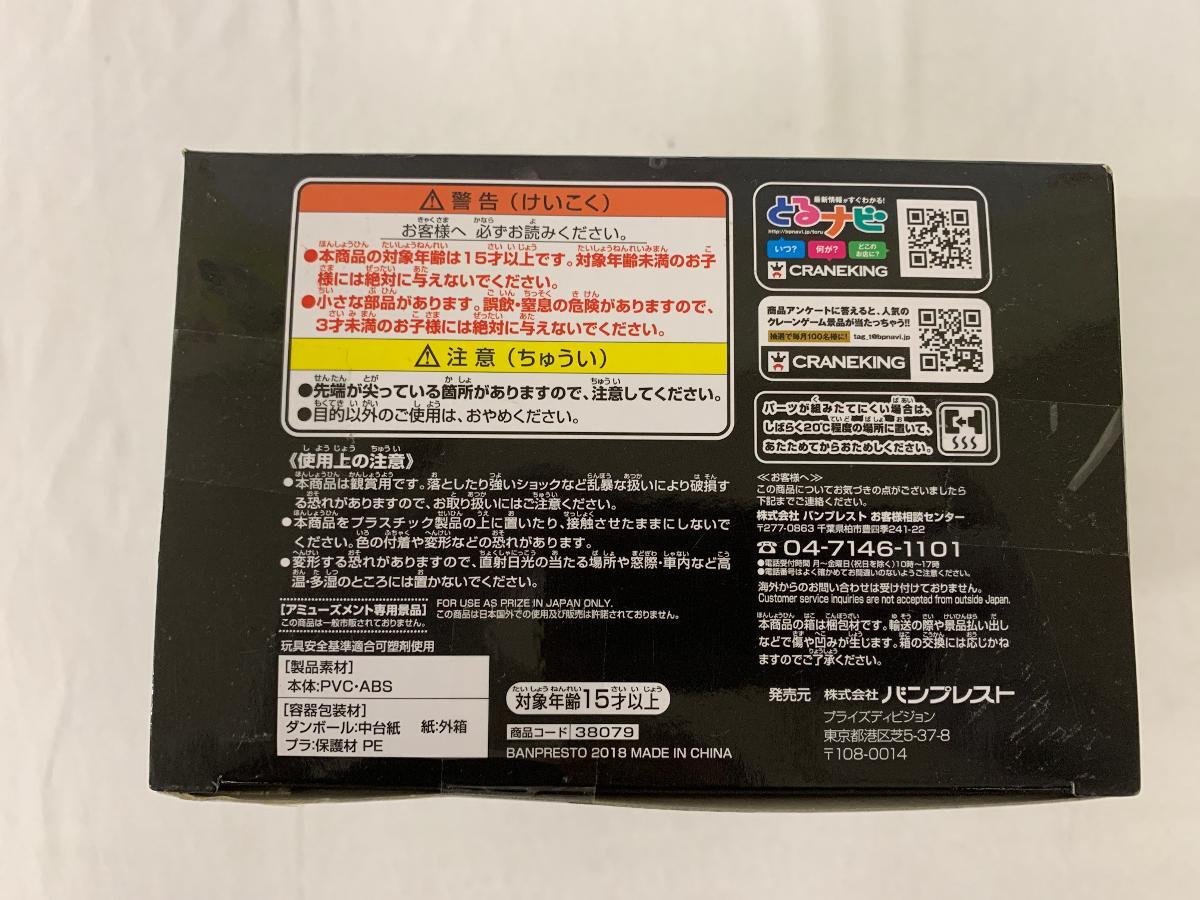 ⚠警告（けいこく）
お客様へ 必ずお読みください。
●本商品の対象年齢は15才以上です。対象年齢未満のお子
様には絶対に与えないでください。
●小さな部品があります。誤飲・窒息の危険がありますので、
3才未満のお子様には絶対に与えないでください。
⚠注意（ちゅうい）
●先端が尖っている箇所がありますので、注意してください。
●目的以外のご使用は、おやめください。
《使用上の注意》
●本商品は観賞用です。落としたり強いショックなど乱暴な扱いにより破損す
る恐れがありますので、お取り扱いにはご注意ください。
●本商品をプラスチック製品の上に置いたり、接触させたままにしないで
ください。色の付着や変形などの恐れがあります。
●変形する恐れがありますので、直射日光の当たる場所や窓際・車内など高
温・多湿のところには置かないでください。
[アミューズメント専用景品]
この商品は一般市販されておりません。
FOR USE AS PRIZE IN JAPAN ONLY.
この商品は日本国外での使用及び販売は許諾されておりません。
玩具安全基準適合可塑剤使用
[製品素材]
本体:PVC・ABS
[容器包装材]
ダンボール:中台紙 紙:外箱
プラ:保護材 PE
対象年齢15才以上
商品コード 38079
BANPRESTO 2018 MADE IN CHINA
最新情報がすぐわかる!
とるナビ
http://bpnavi.jp/toru
いつ? 何が? どこのお店に?
CRANEKING
商品アンケートに答えると、人気の
クレーンゲーム景品が当たっちゃう!!
抽選で毎月100名様に! tag_t@bpnavi.jp
CRANEKING
パーツが組みたてにくい場合は、
しばらく20℃程度の場所に置いて、
あたためてからおためしください。
≪お客様へ≫
この商品についてお気づきの点がございましたら
下記までご連絡ください。
株式会社 バンプレスト お客様相談センター
〒277-0863 千葉県柏市豊四季241-22
☎04-7146-1101
●電話受付時間 月～金曜日(祝日を除く)10時～17時
●電話番号はよく確かめてお間違いのないようご注意ください。
海外からのお問い合わせは受け付けておりません。
Customer service inquiries are not accepted from outside Japan.
本商品の箱は梱包材です。輸送の際や景品払い出し
などで傷や凹みが生じます。箱の交換には応じかね
ますのでご了承ください。
発売元 株式会社 バンプレスト
プライズディビジョン
東京都港区芝5-37-8
〒108-0014